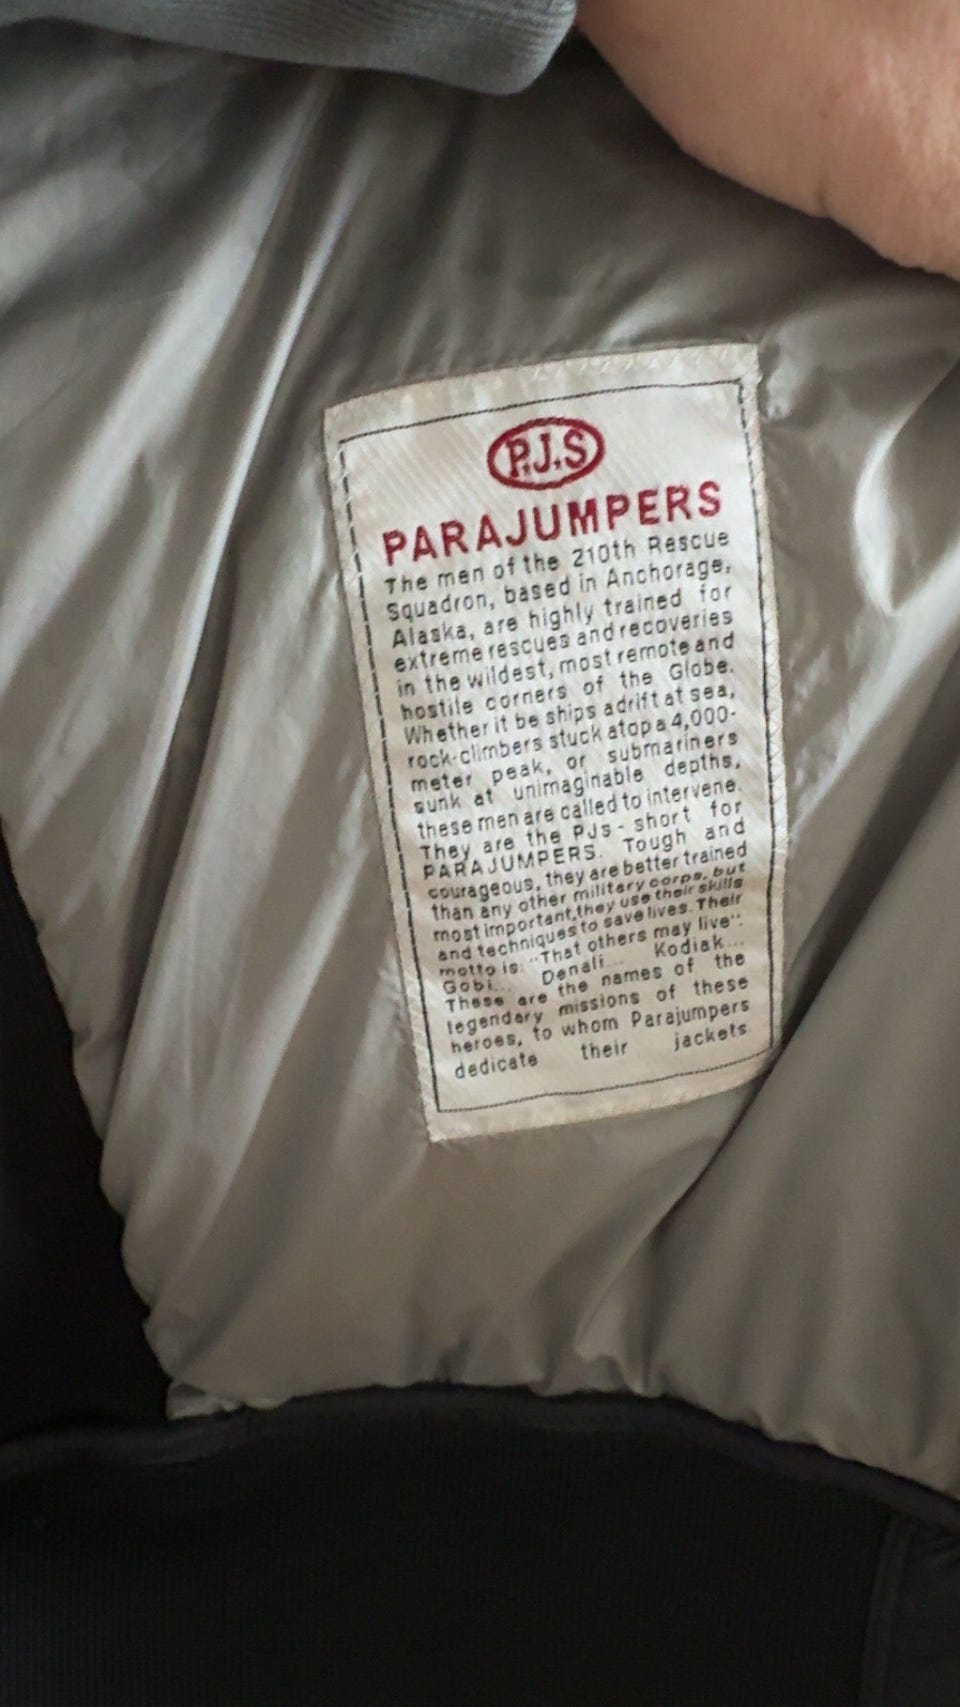 P.J.S
PARAJUMPERS
The men of the 210th Rescue
Squadron, based in Anchorage,
Alaska, are highly trained for
extreme rescues and recoveries
in the wildest, most remote and
hostile corners of the Globe.
Whether it be ships adrift at sea,
rock-climbers stuck atop a 4,000-
meter peak, or submariners
sunk at unimaginable depths,
these men are called to intervene.
They are the PJs - short for
PARAJUMPERS. Tough and
courageous, they are better trained
than any other military corps, but
most important, they use their skills
and techniques to save lives. Their
motto is: "That others may live".
Gobi... Denali... Kodiak...
These are the names of the
legendary missions of these
heroes, to whom Parajumpers
dedicate their jackets